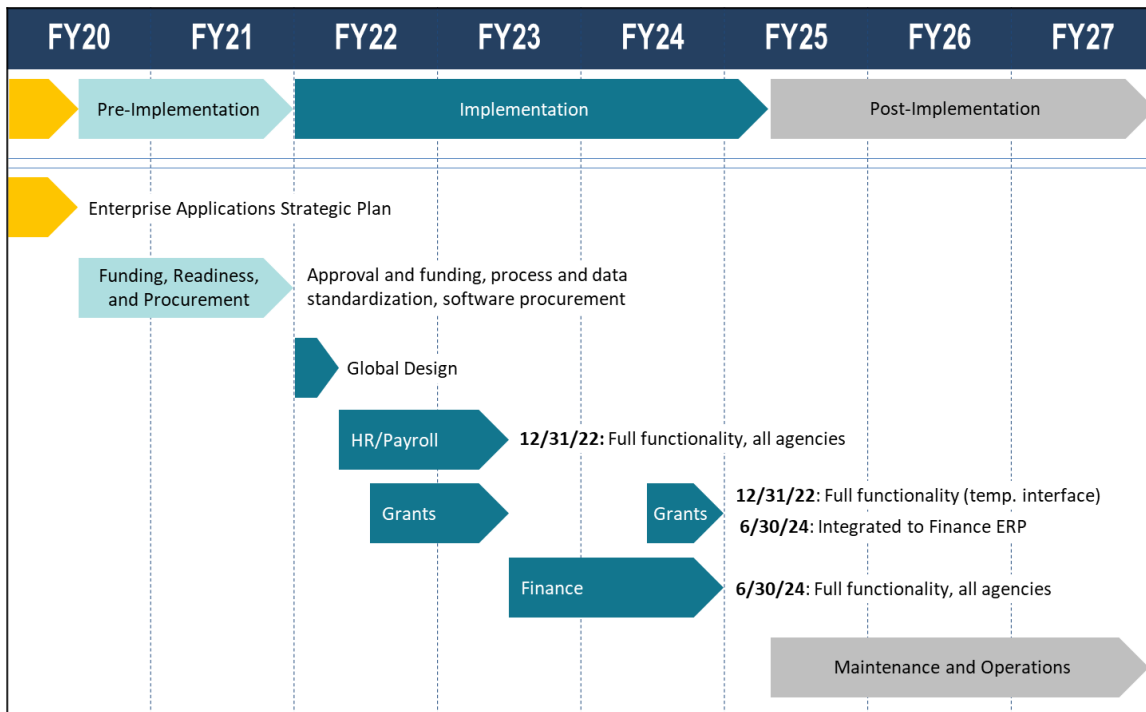 FY20 FY21 FY22 FY23 FY24 FY25 FY26 FY27
Pre-Implementation
Implementation
Post-Implementation
Enterprise Applications Strategic Plan
Funding, Readiness,
and Procurement
Approval and funding, process and data
standardization, software procurement
Global Design
HR/Payroll
12/31/22: Full functionality, all agencies
Grants
Grants
12/31/22: Full functionality (temp. interface)
6/30/24: Integrated to Finance ERP
Finance
6/30/24: Full functionality, all agencies
Maintenance and Operations